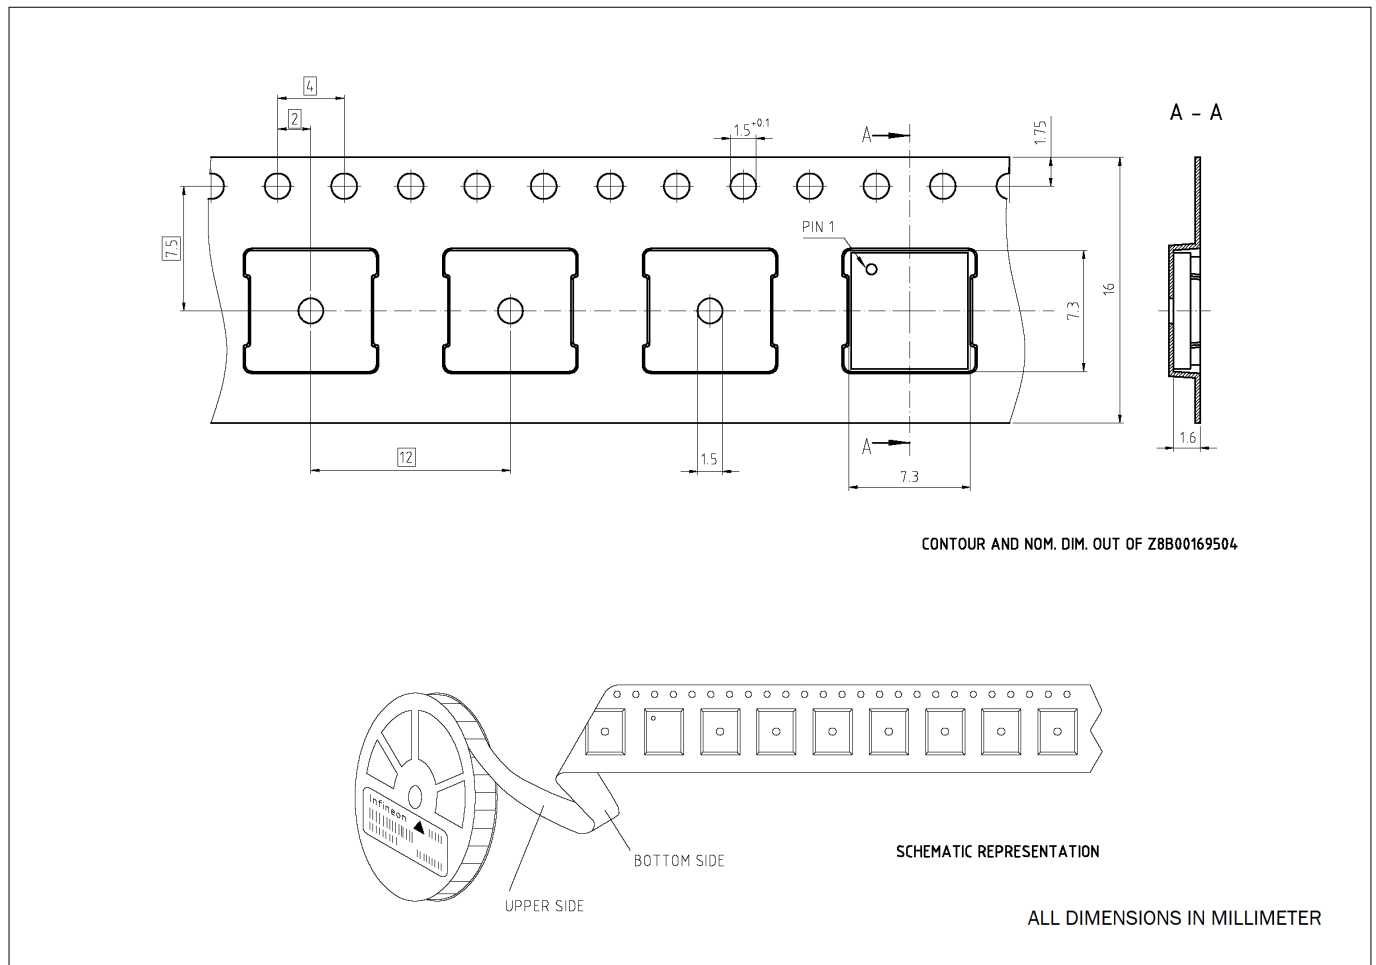 4
A - A
2
1.5+0.1
A
1.75
PIN 1
7.5
16
7.3
A
1.6
12
1.5
7.3
CONTOUR AND NOM. DIM. OUT OF Z8B00169504
Infineon
SCHEMATIC REPRESENTATION
BOTTOM SIDE
UPPER SIDE
ALL DIMENSIONS IN MILLIMETER